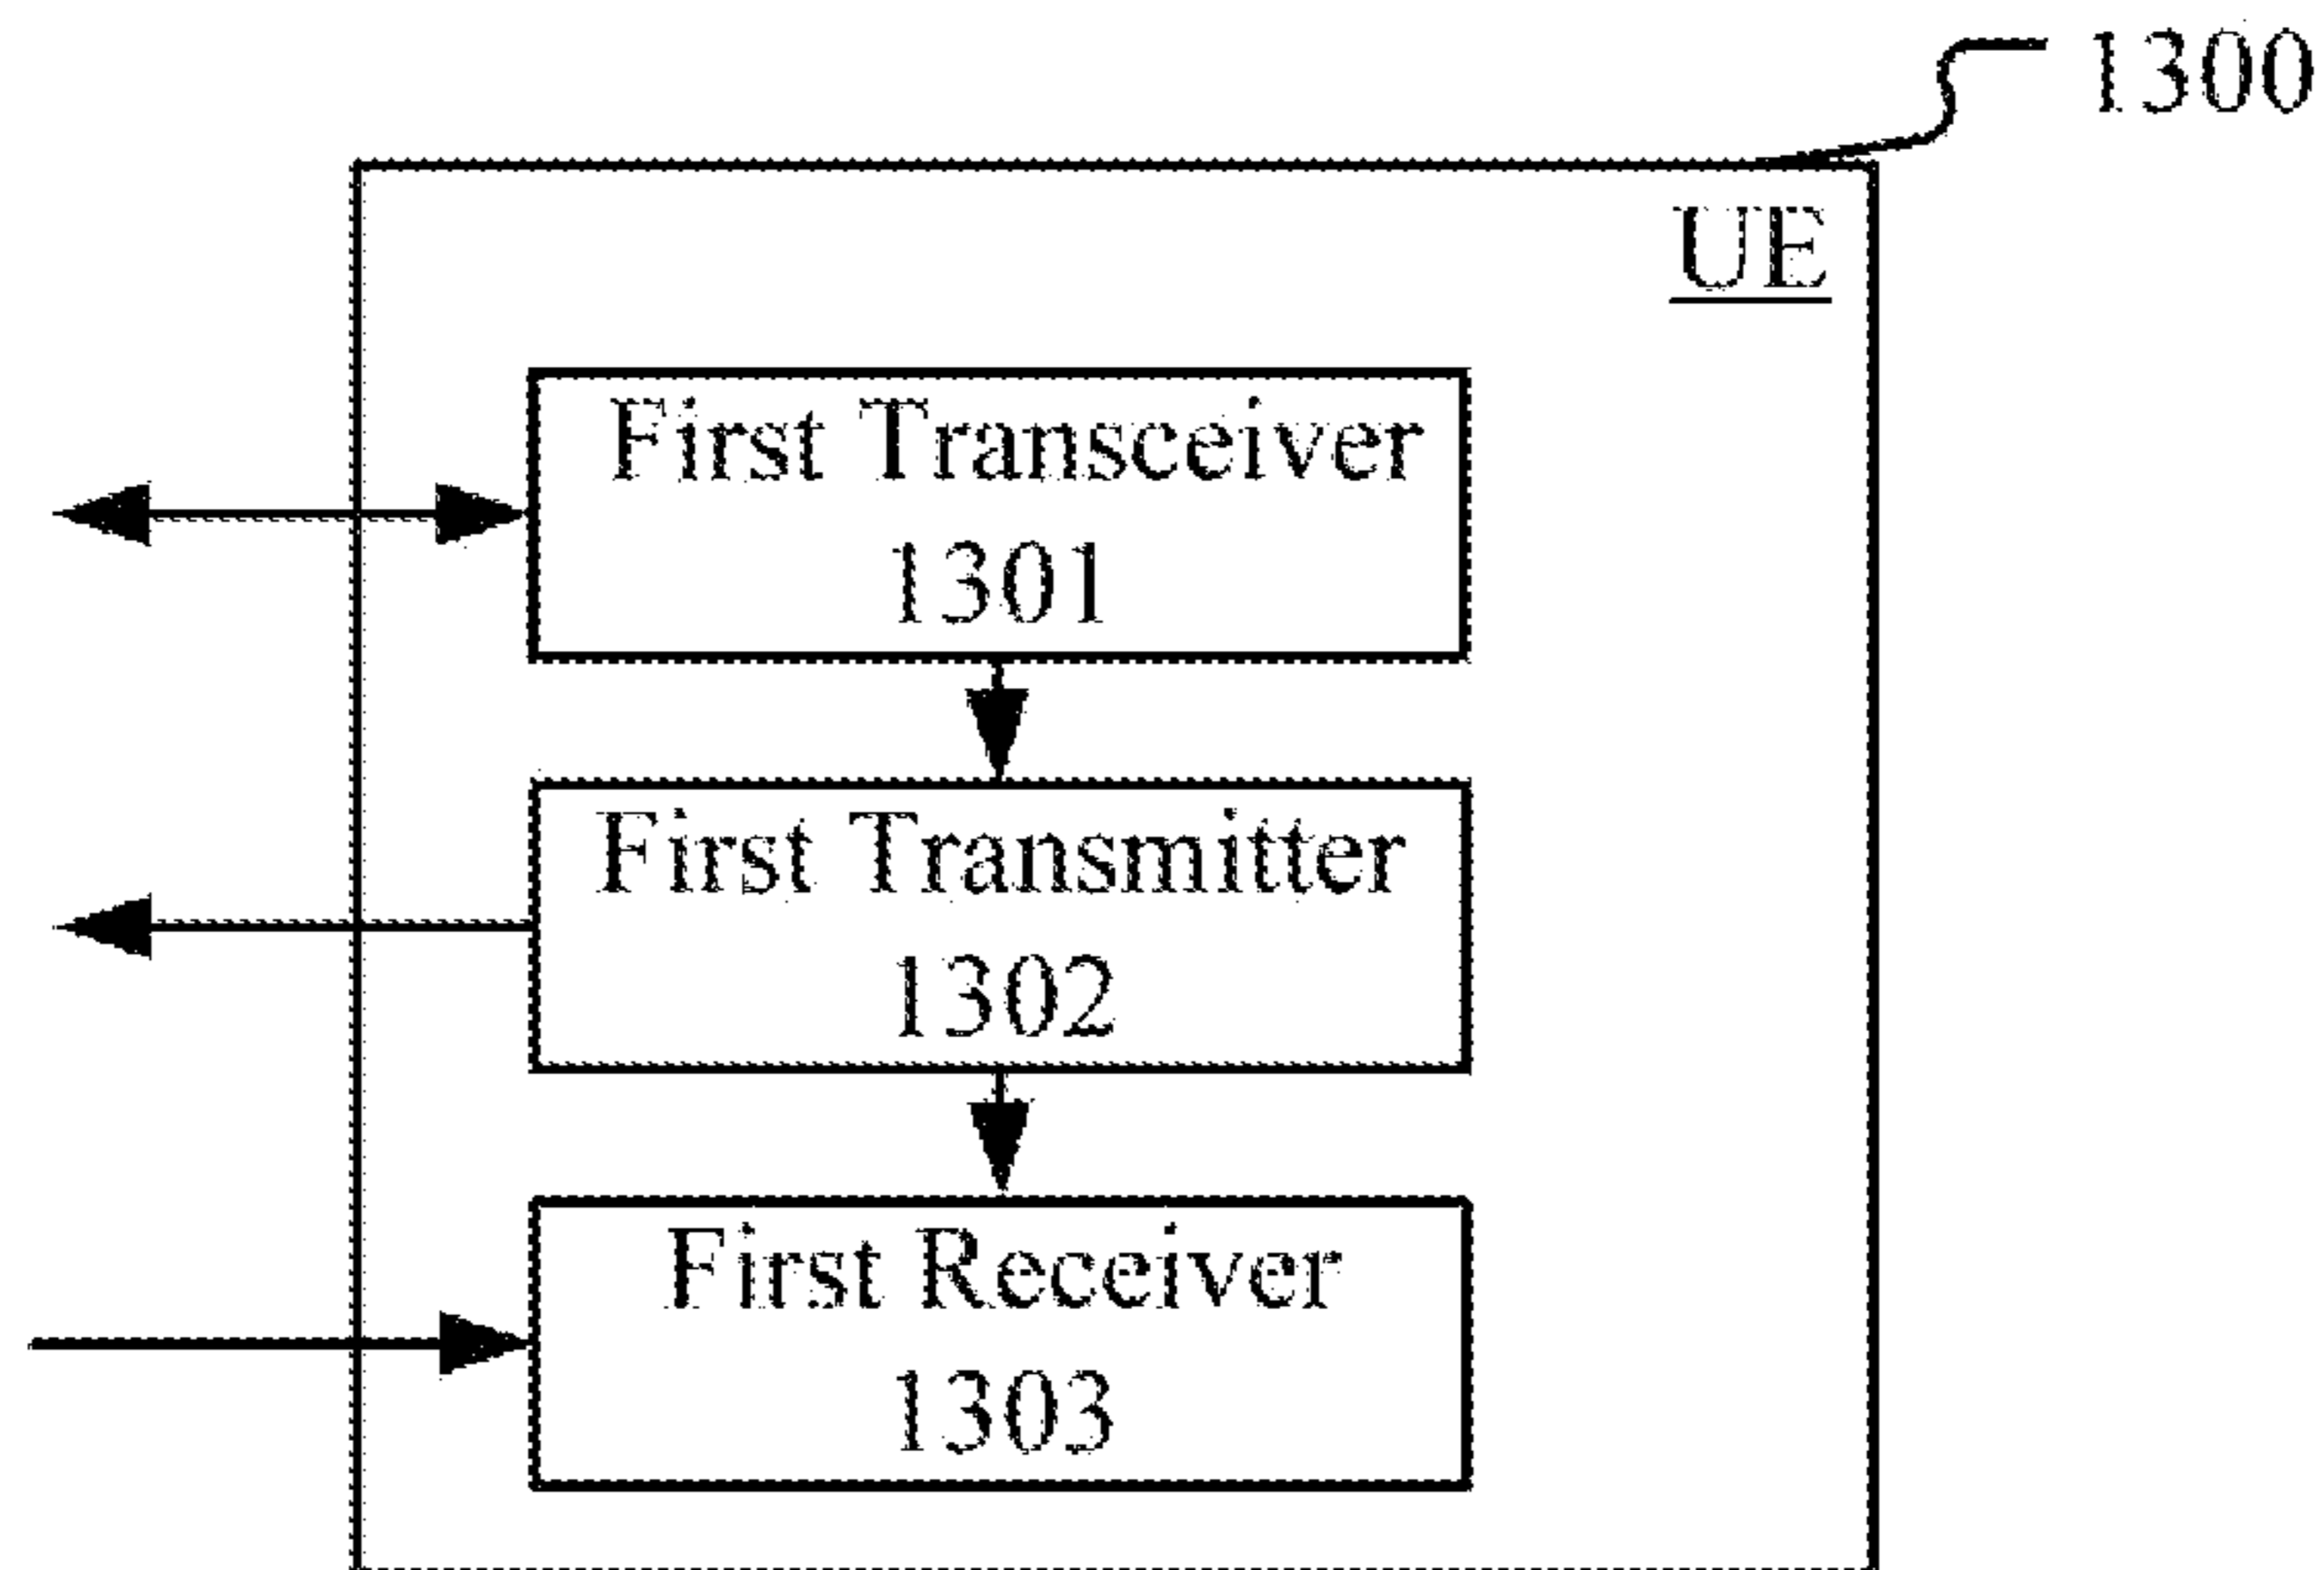 1300
UE
First Transceiver
1301
First Transmitter
1302
First Receiver
1303